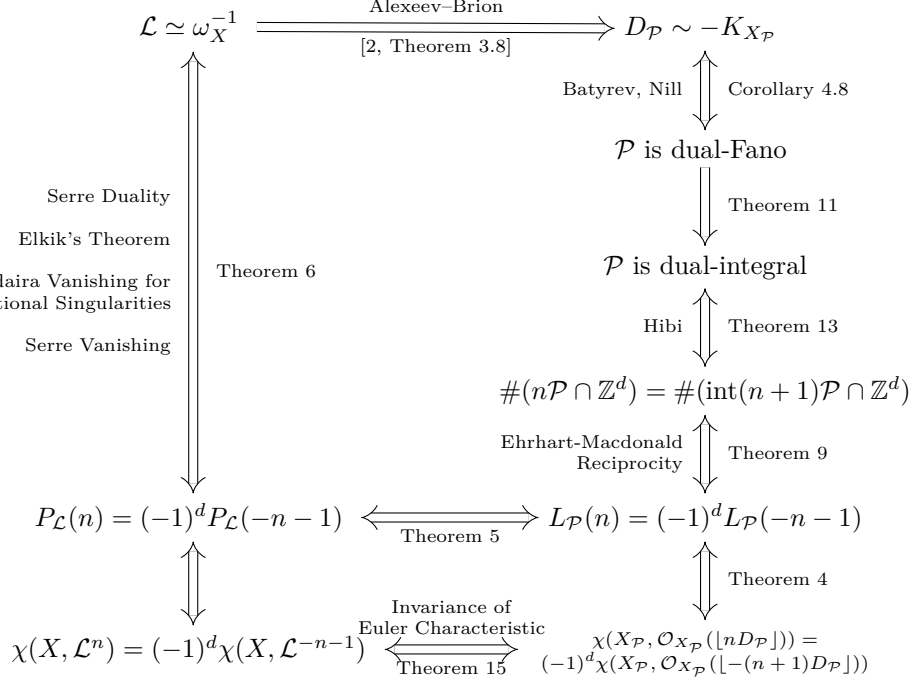 Alexeev–Brion
ℒ ≃ ω_X^{-1}
D_𝒫 ∼ −K_{X_𝒫}
[2, Theorem 3.8]
Batyrev, Nill
Corollary 4.8
𝒫 is dual-Fano
Serre Duality
Theorem 11
Elkik's Theorem
𝒫 is dual-integral
Theorem 6
Vanishing for
Singularities
Hibi
Theorem 13
Serre Vanishing
#(n𝒫 ∩ ℤ^d) = #(int(n + 1)𝒫 ∩ ℤ^d)
Ehrhart-Macdonald
Reciprocity
Theorem 9
P_ℒ(n) = (−1)^d P_ℒ(−n − 1)
L_𝒫(n) = (−1)^d L_𝒫(−n − 1)
Theorem 5
Theorem 4
Invariance of
Euler Characteristic
χ(X, ℒ^n) = (−1)^d χ(X, ℒ^{−n−1})
χ(X_𝒫, 𝒪_{X_𝒫}(⌊nD_𝒫⌋)) =
(−1)^d χ(X_𝒫, 𝒪_{X_𝒫}(⌊−(n + 1)D_𝒫⌋))
Theorem 15